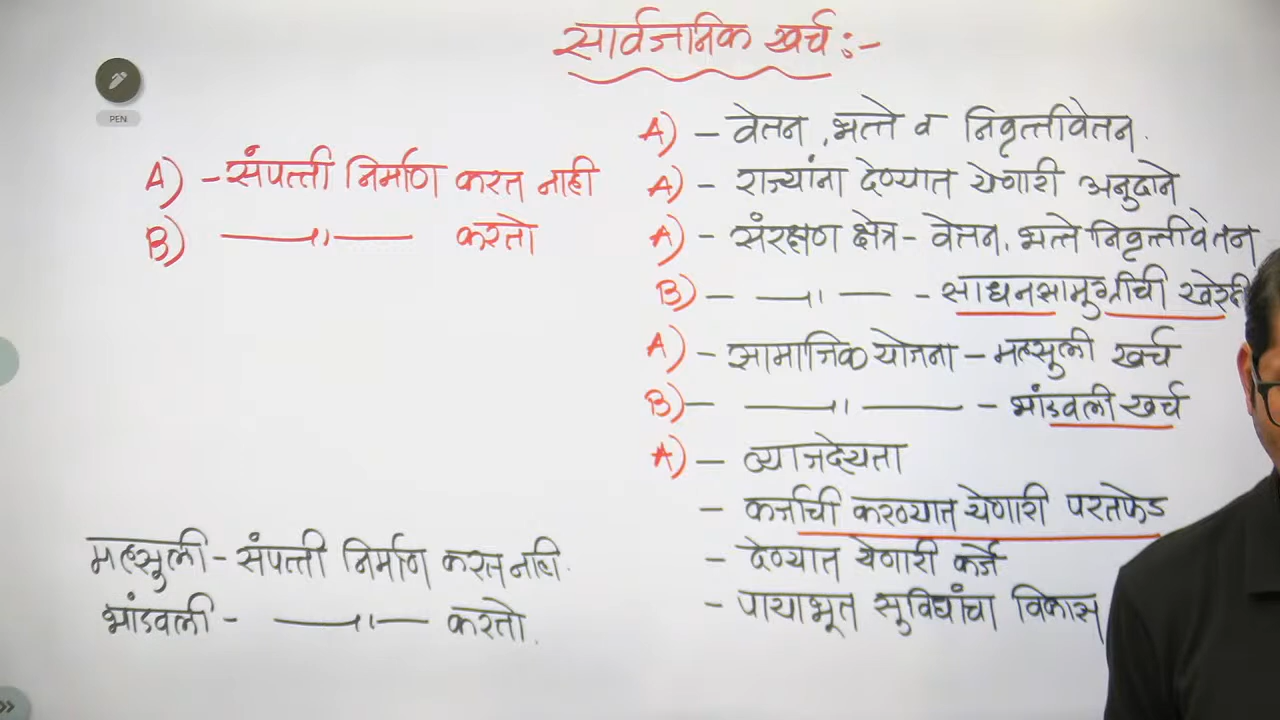 सार्वजनिक खर्च :-
PEN
A) - संपत्ती निर्माण करत नाही
B) —〃— करतो
A) - वेतन, भत्ते व निवृत्तीवेतन.
A) - राज्यांना देण्यात येणारी अनुदाने
A) - संरक्षण क्षेत्र - वेतन, भत्ते निवृत्तीवेतन
B) - —〃— - साधनसामुग्रीची खरेदी
A) - सामाजिक योजना - महसुली खर्च
B) - —〃— - भांडवली खर्च
A) - व्याजदेयता
- कर्जाची करण्यात येणारी परतफेड
- देण्यात येणारी कर्जे
- पायाभूत सुविधांचा विकास
महसुली - संपत्ती निर्माण करत नाही.
भांडवली - —〃— करतो.